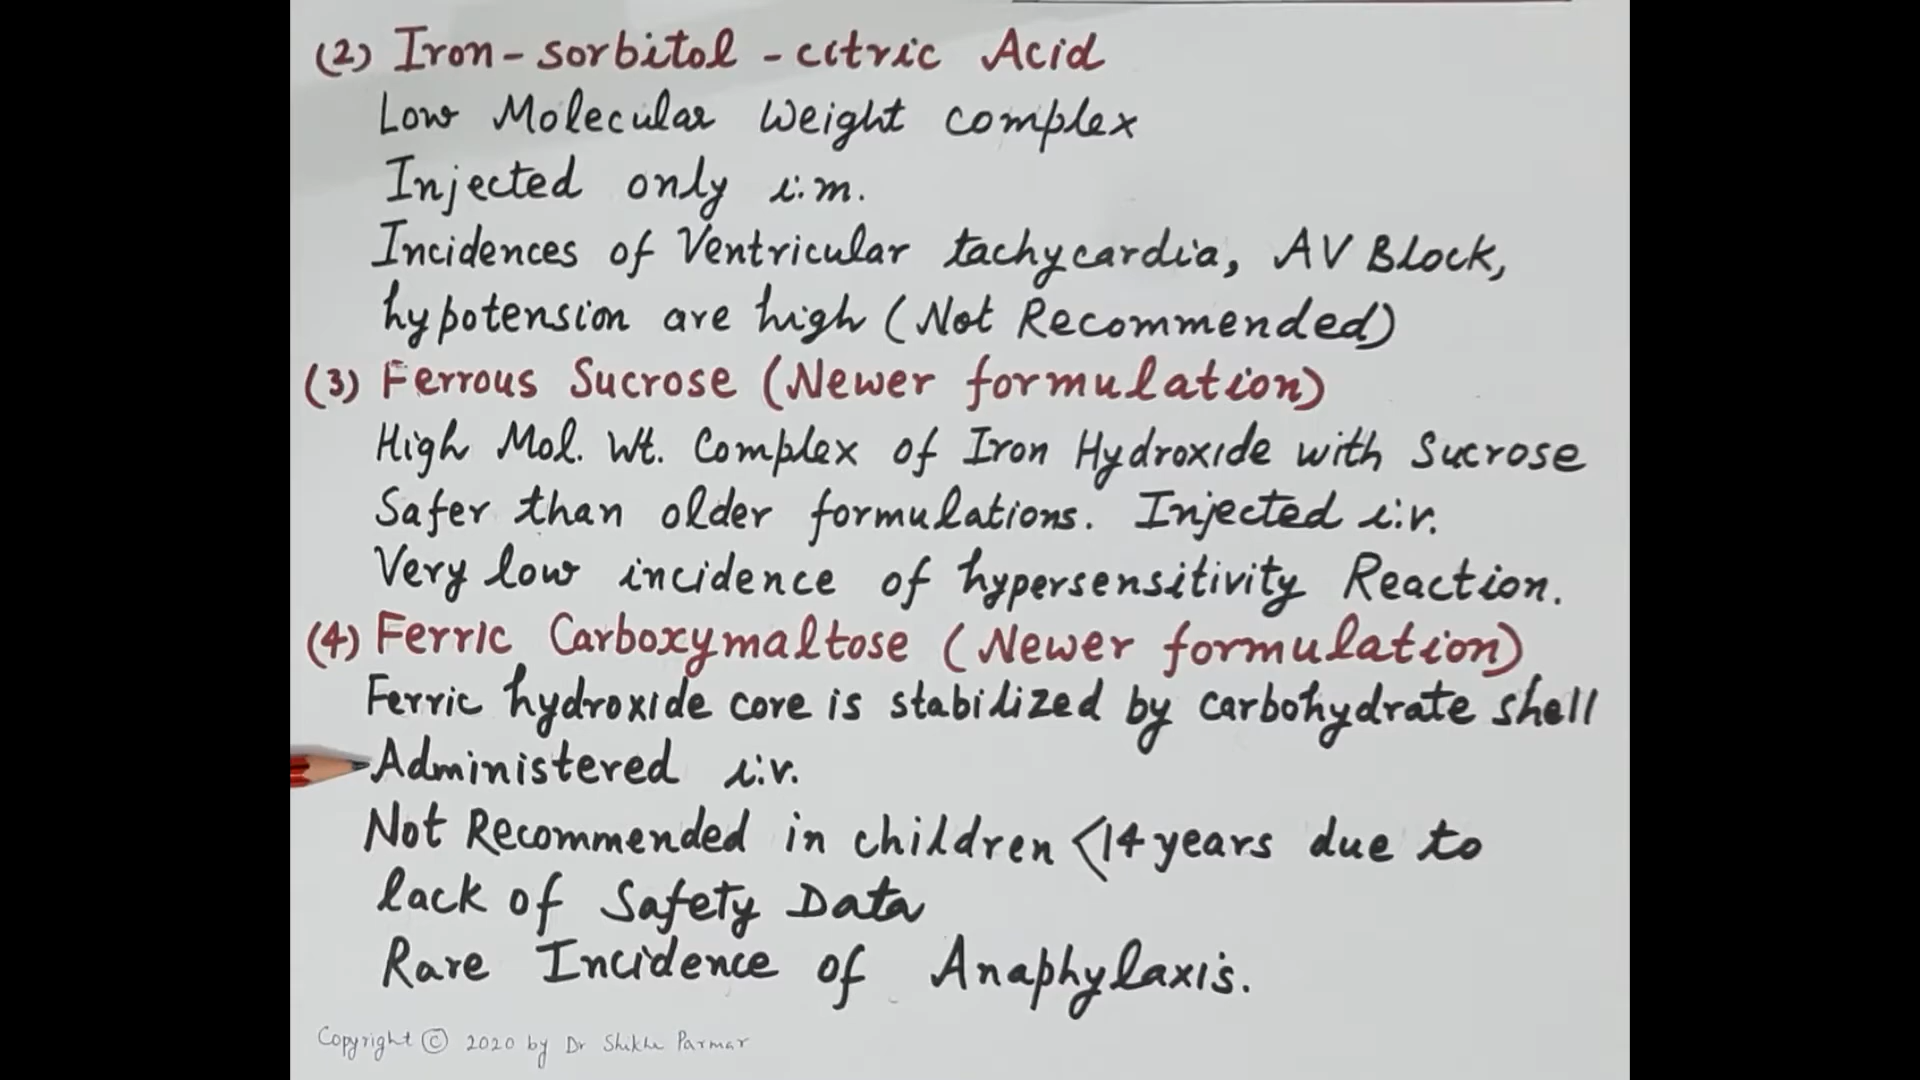 (2) Iron-sorbitol-citric Acid
Low Molecular Weight complex
Injected only i.m.
Incidences of Ventricular tachycardia, AV Block,
hypotension are high (Not Recommended)
(3) Ferrous Sucrose (Newer formulation)
High Mol. Wt. Complex of Iron Hydroxide with Sucrose
Safer than older formulations. Injected i.v.
Very low incidence of hypersensitivity Reaction.
(4) Ferric Carboxymaltose (Newer formulation)
Ferric hydroxide core is stabilized by carbohydrate shell
Administered i.v.
Not Recommended in children <14 years due to
lack of Safety Data
Rare Incidence of Anaphylaxis.
Copyright © 2020 by Dr Shikha Parmar